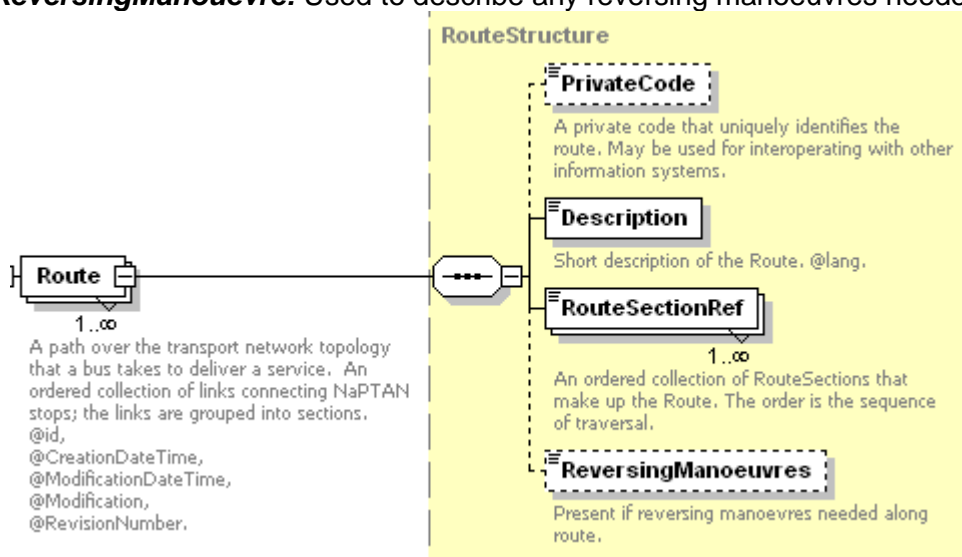 ReversingManouevre: Used to describe any reversing manoeuvres neede
RouteStructure
PrivateCode
A private code that uniquely identifies the
route. May be used for interoperating with other
information systems.
Description
Short description of the Route. @lang.
Route
1..∞
A path over the transport network topology
that a bus takes to deliver a service. An
ordered collection of links connecting NaPTAN
stops; the links are grouped into sections.
@id,
@CreationDateTime,
@ModificationDateTime,
@Modification,
@RevisionNumber.
RouteSectionRef
1..∞
An ordered collection of RouteSections that
make up the Route. The order is the sequence
of traversal.
ReversingManoeuvres
Present if reversing manoevres needed along
route.